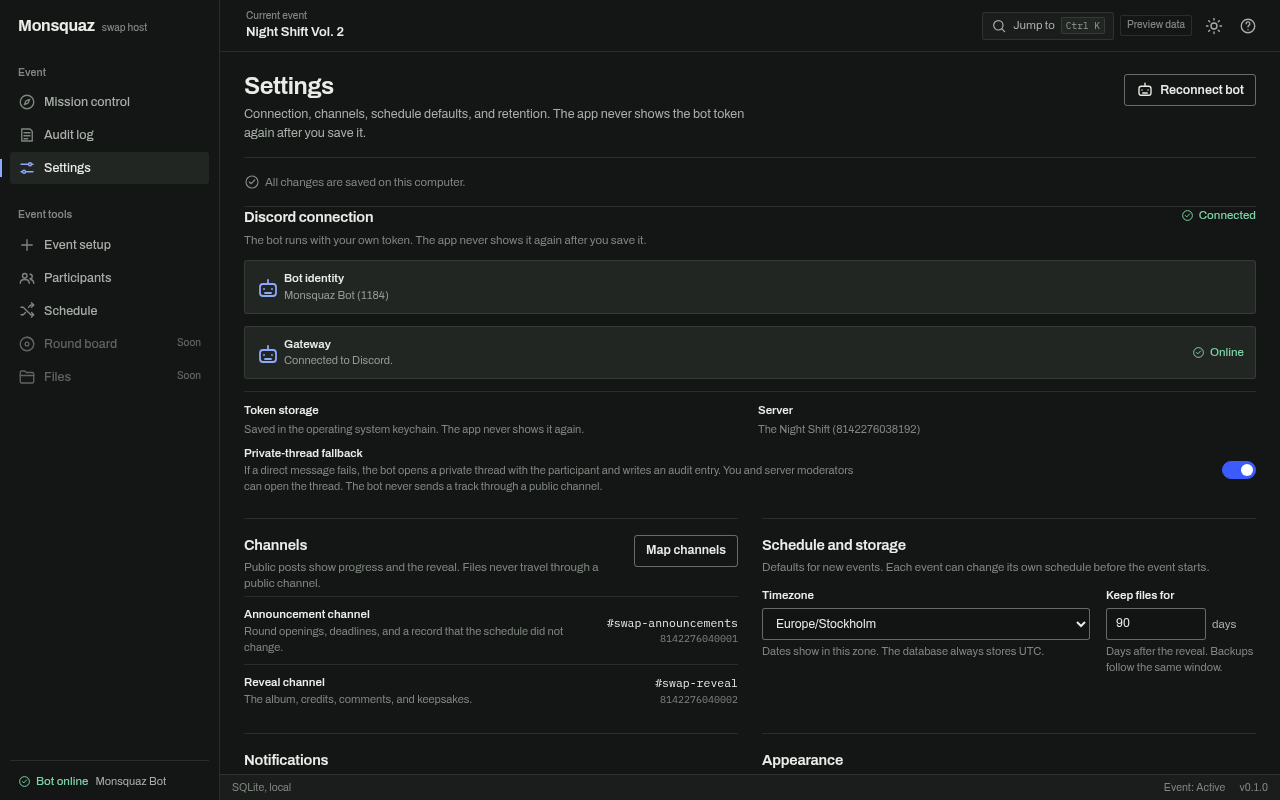 Monsquaz swap host
Event
Mission control
Audit log
Settings
Event tools
Event setup
Participants
Schedule
Round board Soon
Files Soon
Bot online Monsquaz Bot
Current event
Night Shift Vol. 2
Jump to Ctrl K
Preview data
Settings
Connection, channels, schedule defaults, and retention. The app never shows the bot token
again after you save it.
Reconnect bot
All changes are saved on this computer.
Discord connection
Connected
The bot runs with your own token. The app never shows it again after you save it.
Bot identity
Monsquaz Bot (1184)
Gateway
Connected to Discord.
Online
Token storage
Saved in the operating system keychain. The app never shows it again.
Server
The Night Shift (8142276038192)
Private-thread fallback
If a direct message fails, the bot opens a private thread with the participant and writes an audit entry. You and server moderators
can open the thread. The bot never sends a track through a public channel.
Channels
Public posts show progress and the reveal. Files never travel through a
public channel.
Map channels
Announcement channel
Round openings, deadlines, and a record that the schedule did not
change.
#swap-announcements
8142276040001
Reveal channel
The album, credits, comments, and keepsakes.
#swap-reveal
8142276040002
Schedule and storage
Defaults for new events. Each event can change its own schedule before the event starts.
Timezone
Europe/Stockholm
Dates show in this zone. The database always stores UTC.
Keep files for
90 days
Days after the reveal. Backups
follow the same window.
Notifications
Appearance
SQLite, local
Event: Active v0.1.0